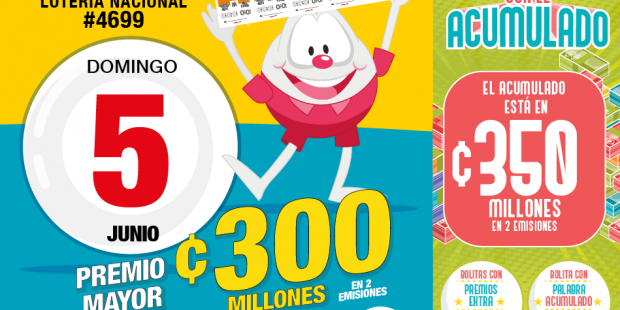 LOTERÍA NACIONAL
#4699
DOMINGO
5
JUNIO
PREMIO
MAYOR
₡300
MILLONES
EN 2
EMISIONES
ACUMULADO
EL ACUMULADO
ESTÁ EN
₡350
MILLONES
EN 2 EMISIONES
BOLITAS CON
PREMIOS
EXTRA
BOLITA CON
PALABRA
ACUMULADO